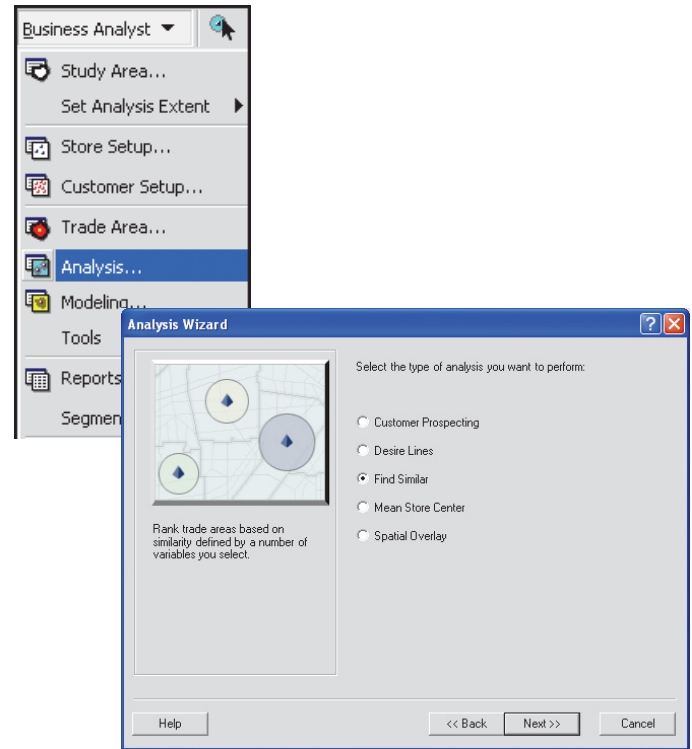 Business Analyst
Study Area...
Set Analysis Extent
Store Setup...
Customer Setup...
Trade Area...
Analysis...
Modeling...
Tools
Reports
Segmen
Analysis Wizard
Select the type of analysis you want to perform:
Customer Prospecting
Desire Lines
Find Similar
Mean Store Center
Spatial Overlay
Rank trade areas based on
similarity defined by a number of
variables you select.
Help
<< Back
Next >>
Cancel